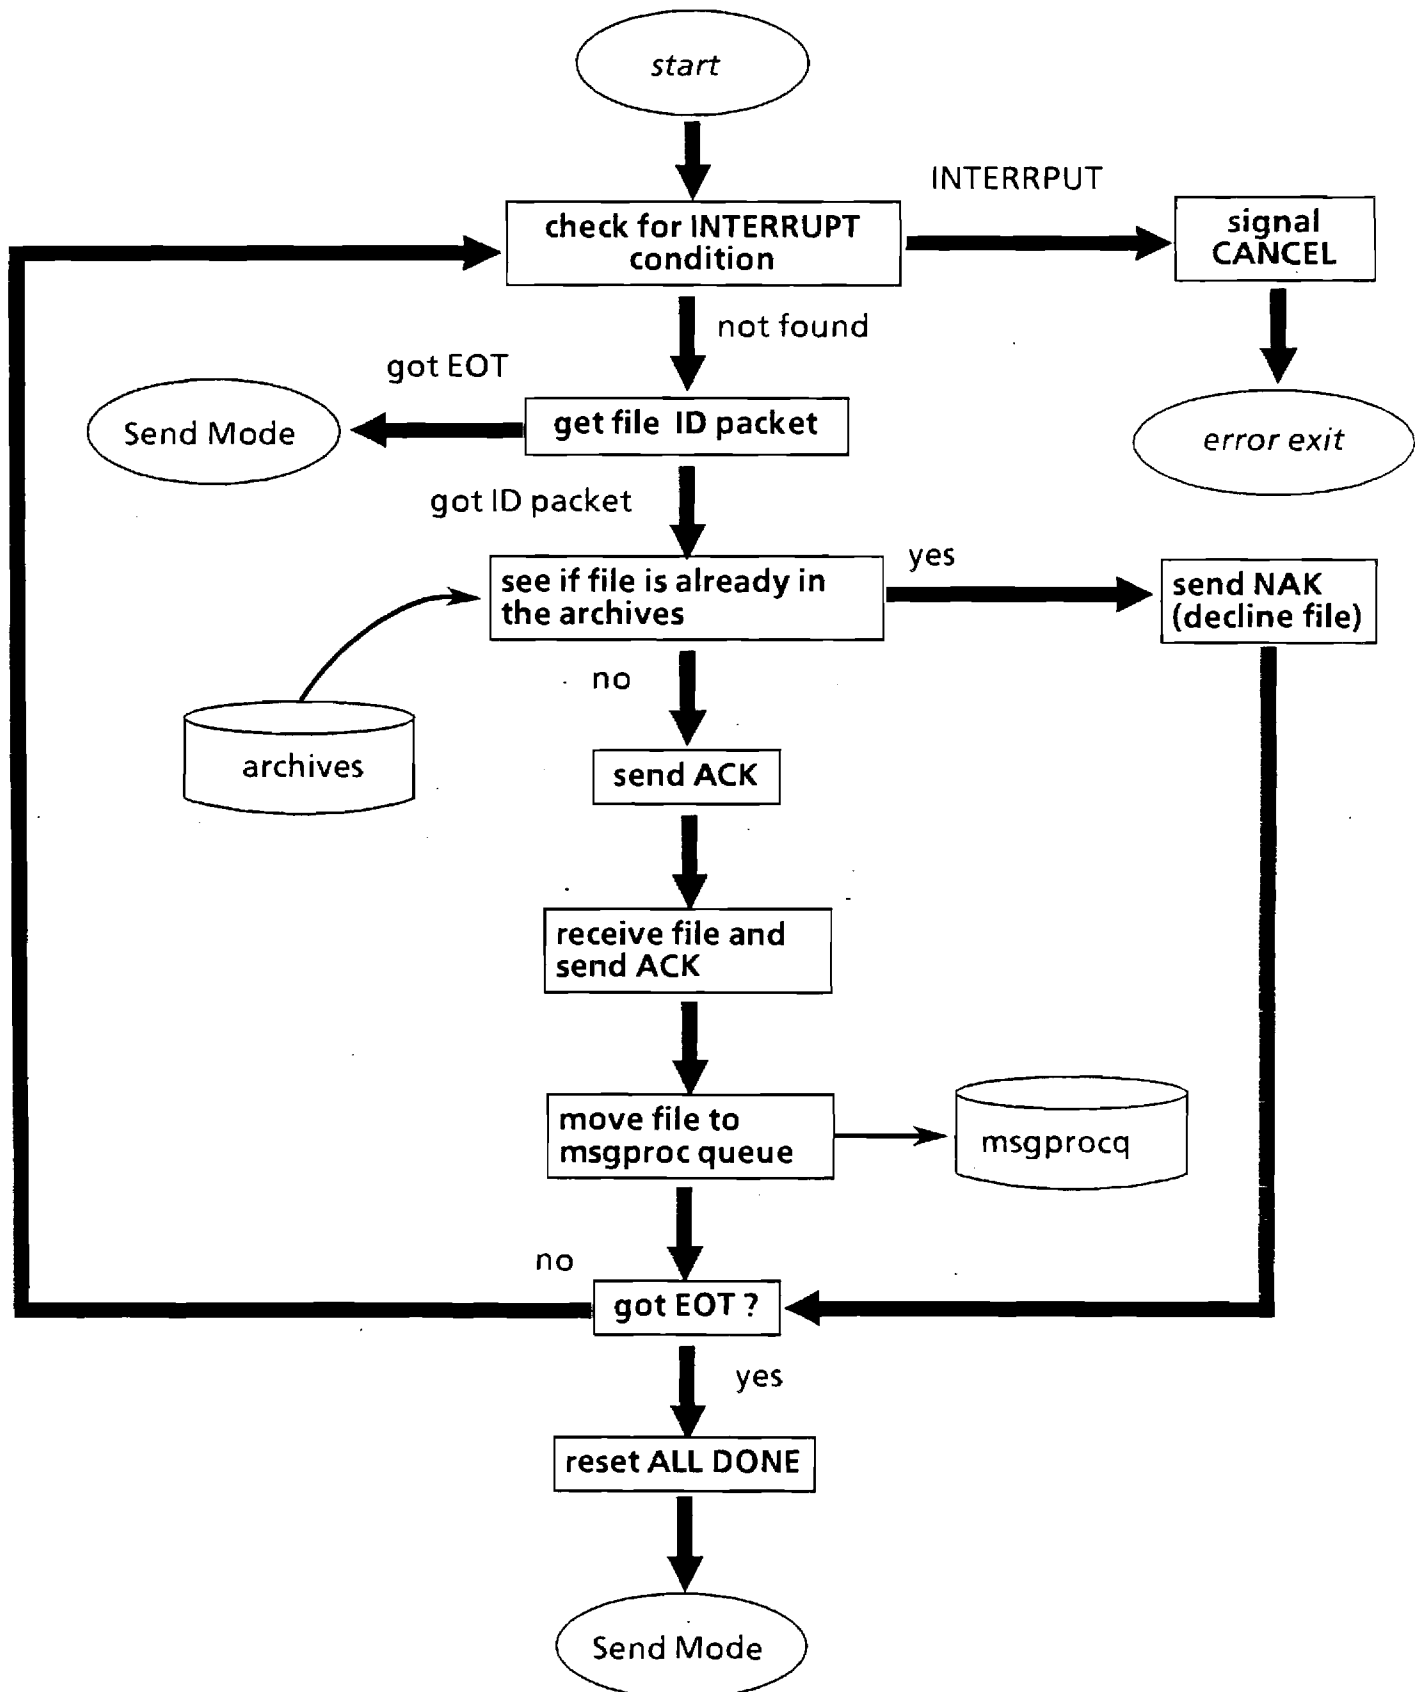 start
INTERRPUT
check for INTERRUPT
condition
signal
CANCEL
not found
got EOT
Send Mode
get file ID packet
error exit
got ID packet
yes
see if file is already in
the archives
send NAK
(decline file)
no
archives
send ACK
receive file and
send ACK
move file to
msgproc queue
msgprocq
no
got EOT ?
yes
reset ALL DONE
Send Mode